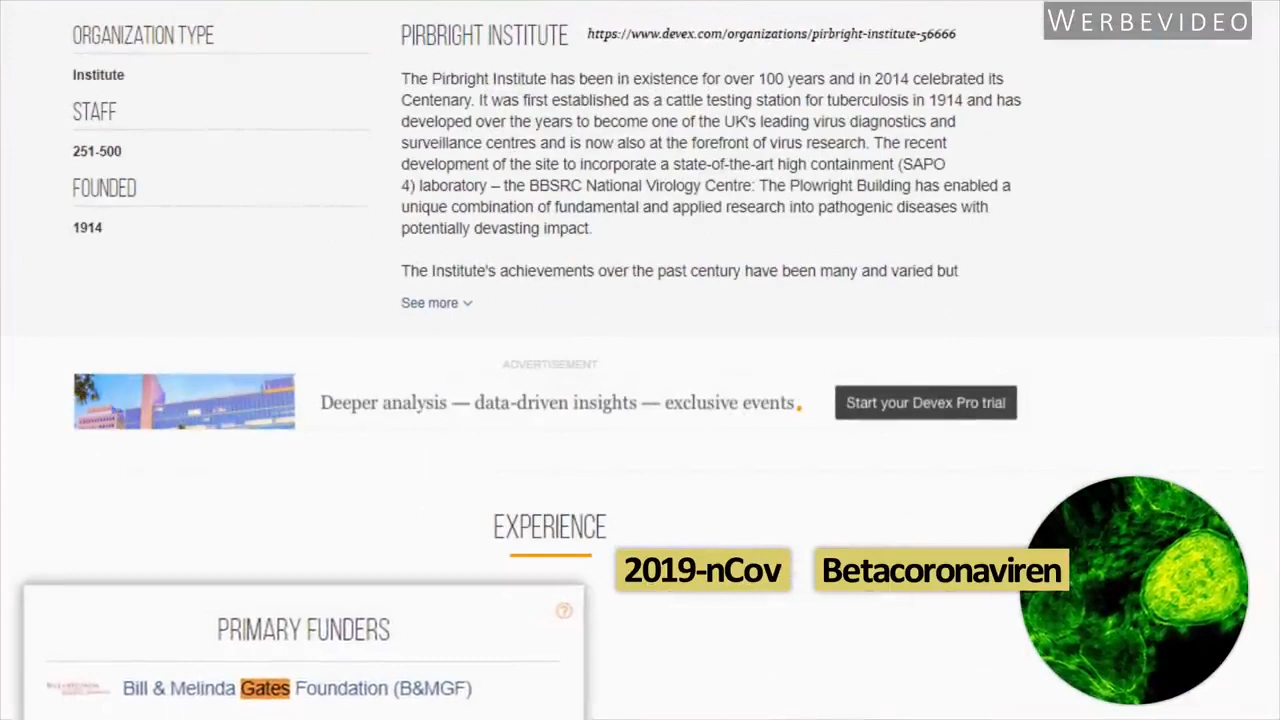 WERBEVIDEO
ORGANIZATION TYPE
Institute
STAFF
251-500
FOUNDED
1914
PIRBRIGHT INSTITUTE https://www.devex.com/organizations/pirbright-institute-56666
The Pirbright Institute has been in existence for over 100 years and in 2014 celebrated its
Centenary. It was first established as a cattle testing station for tuberculosis in 1914 and has
developed over the years to become one of the UK's leading virus diagnostics and
surveillance centres and is now also at the forefront of virus research. The recent
development of the site to incorporate a state-of-the-art high containment (SAPO
4) laboratory – the BBSRC National Virology Centre: The Plowright Building has enabled a
unique combination of fundamental and applied research into pathogenic diseases with
potentially devasting impact.
The Institute's achievements over the past century have been many and varied but
See more
ADVERTISEMENT
Deeper analysis — data-driven insights — exclusive events.
Start your Devex Pro trial
EXPERIENCE
2019-nCov Betacoronaviren
?
PRIMARY FUNDERS
Bill & Melinda Gates Foundation (B&MGF)